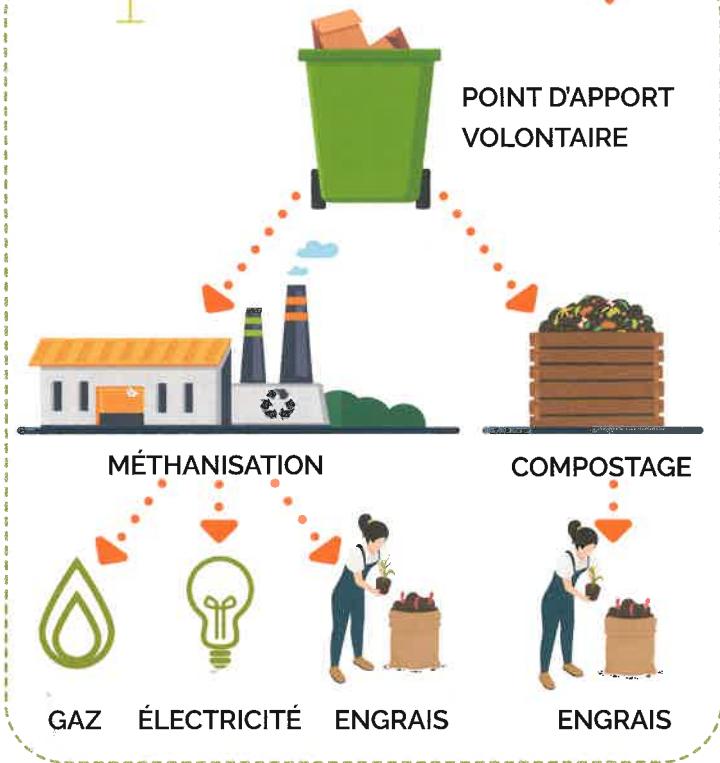 POINT D'APPORT
VOLONTAIRE
MÉTHANISATION
COMPOSTAGE
GAZ
ÉLECTRICITÉ
ENGRAIS
ENGRAIS